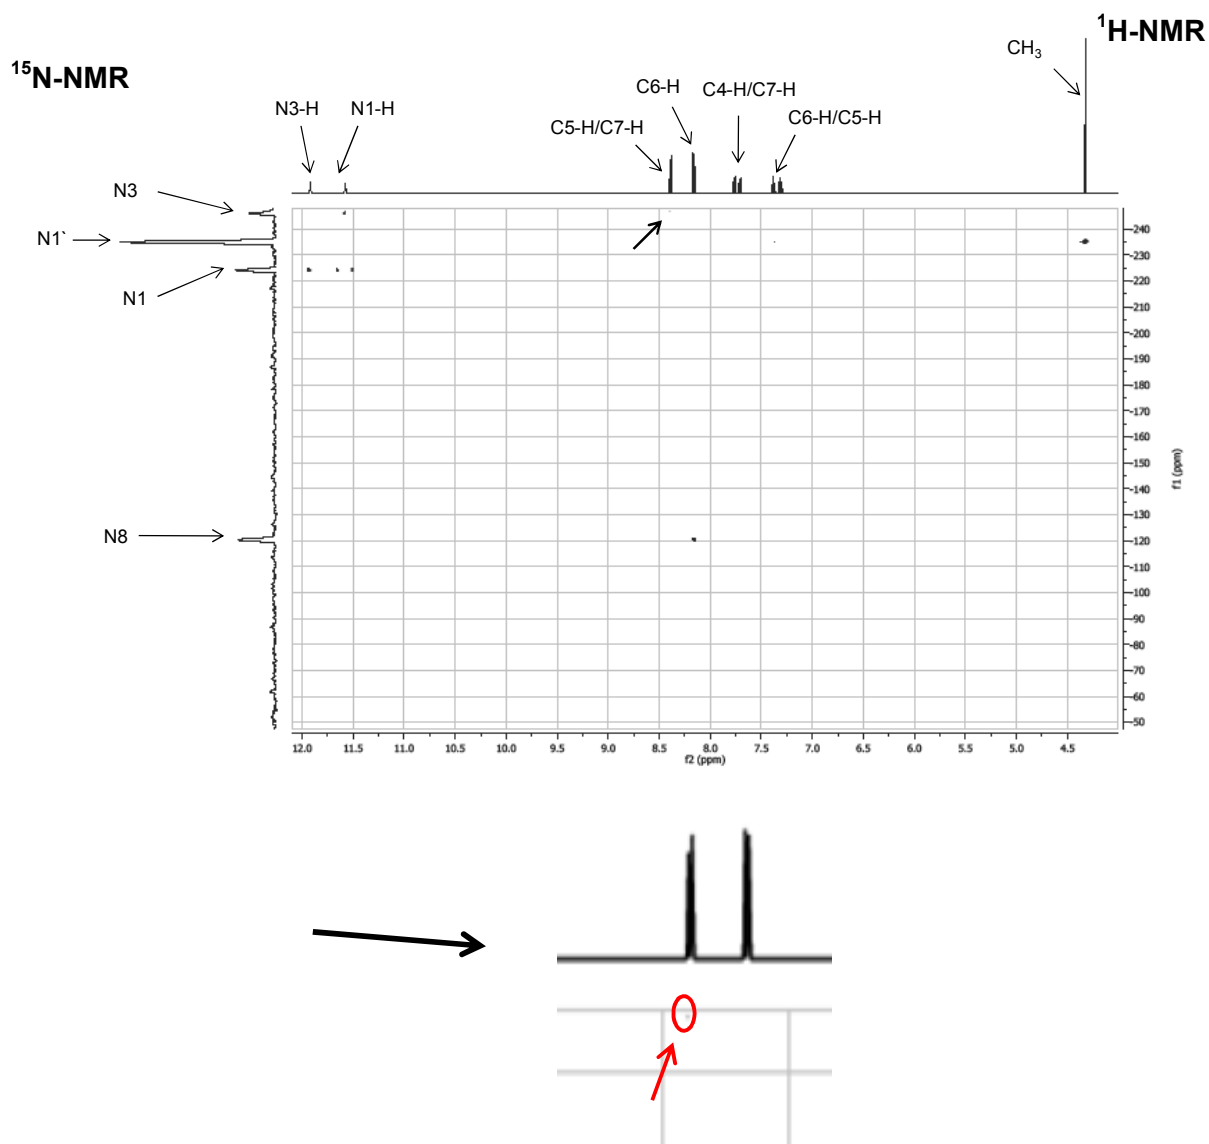 ¹H-NMR
¹⁵N-NMR
CH₃
C6-H
C4-H/C7-H
N3-H
N1-H
C5-H/C7-H
C6-H/C5-H
N3
N1`
N1
N8
-240
-230
-220
-210
-200
-190
-180
-170
-160
-150
-140
-130
-120
-110
-100
-90
-80
-70
-60
-50
f1 (ppm)
12.0 11.5 11.0 10.5 10.0 9.5 9.0 8.5 8.0 7.5 7.0 6.5 6.0 5.5 5.0 4.5
f2 (ppm)